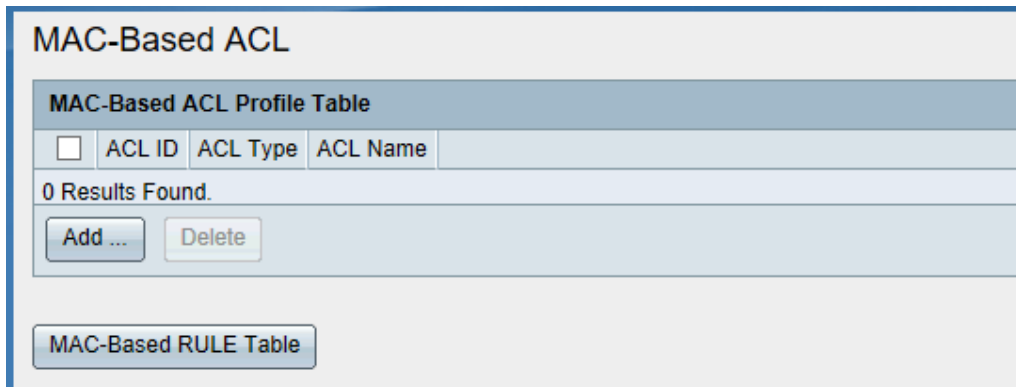 MAC-Based ACL
MAC-Based ACL Profile Table
ACL ID ACL Type ACL Name
0 Results Found.
Add ... Delete
MAC-Based RULE Table